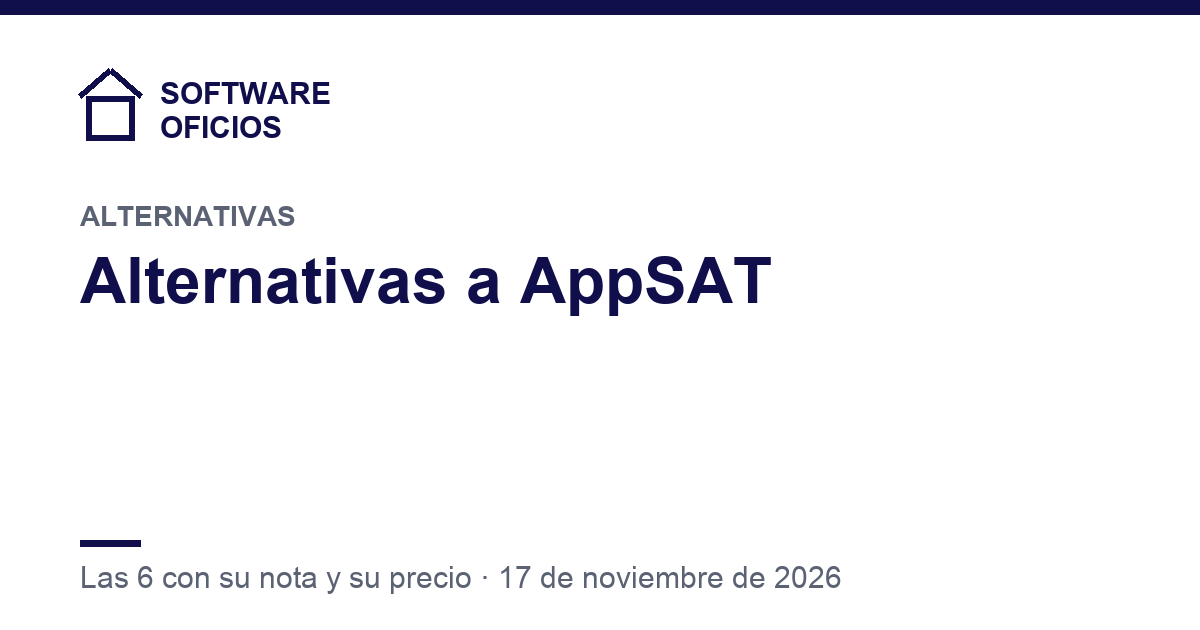 SOFTWARE
OFICIOS
ALTERNATIVAS
Alternativas a AppSAT
Las 6 con su nota y su precio · 17 de noviembre de 2026